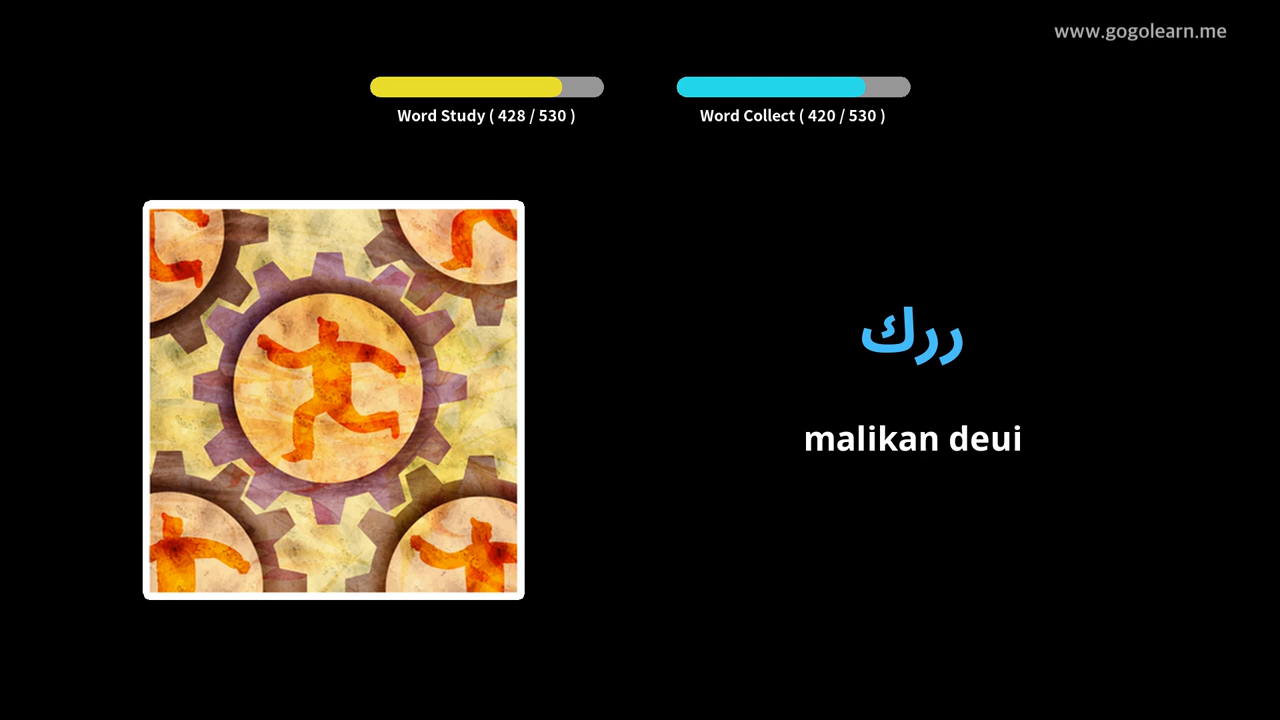 www.gogolearn.me
Word Study ( 428 / 530 )
Word Collect ( 420 / 530 )
ررك
malikan deui